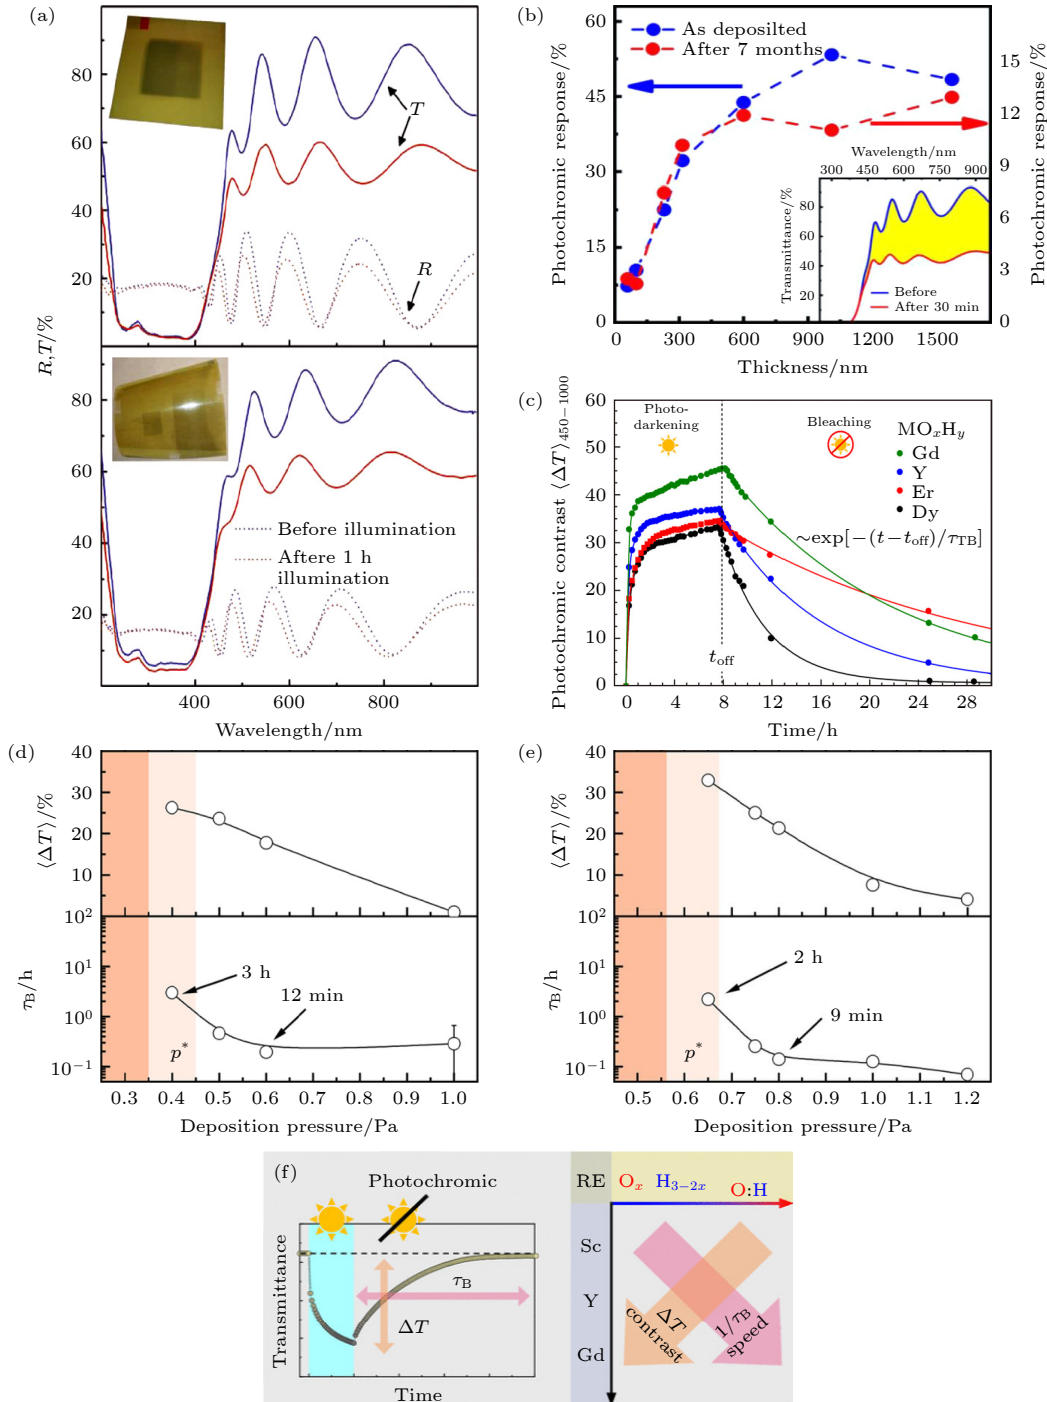 (a)
80
60
40
20
T
R
R,T/%
80
60
40
20
Before illumination
Aftere 1 h
illumination
400
600
800
Wavelength/nm
(b)
60
45
30
15
0
Photochromic response/%
As deposilted
After 7 months
15
12
9
6
3
0
Photochromic response/%
Wavelength/nm
300
600
900
Transmittance/%
80
60
40
20
Before
After 30 min
0
300
600
900
1200
1500
Thickness/nm
(c)
Photochromic contrast ⟨ΔT⟩450−1000
60
50
40
30
20
10
0
Photo-
darkening
Bleaching
MOxHy
Gd
Y
Er
Dy
~exp[−(t−toff)/τTB]
toff
0
4
8
12
16
20
24
28
Time/h
(d)
40
30
20
10
⟨ΔT⟩/%
10²
10¹
10⁰
10⁻¹
τB/h
3 h
12 min
p*
0.3
0.4
0.5
0.6
0.7
0.8
0.9
1.0
Deposition pressure/Pa
(e)
40
30
20
10
⟨ΔT⟩/%
10²
10¹
10⁰
10⁻¹
τB/h
2 h
9 min
p*
0.5
0.6
0.7
0.8
0.9
1.0
1.1
1.2
Deposition pressure/Pa
(f)
Photochromic
Transmittance
τB
ΔT
Time
RE
Ox
H3−2x
O:H
Sc
Y
Gd
ΔT
contrast
1/τB
speed